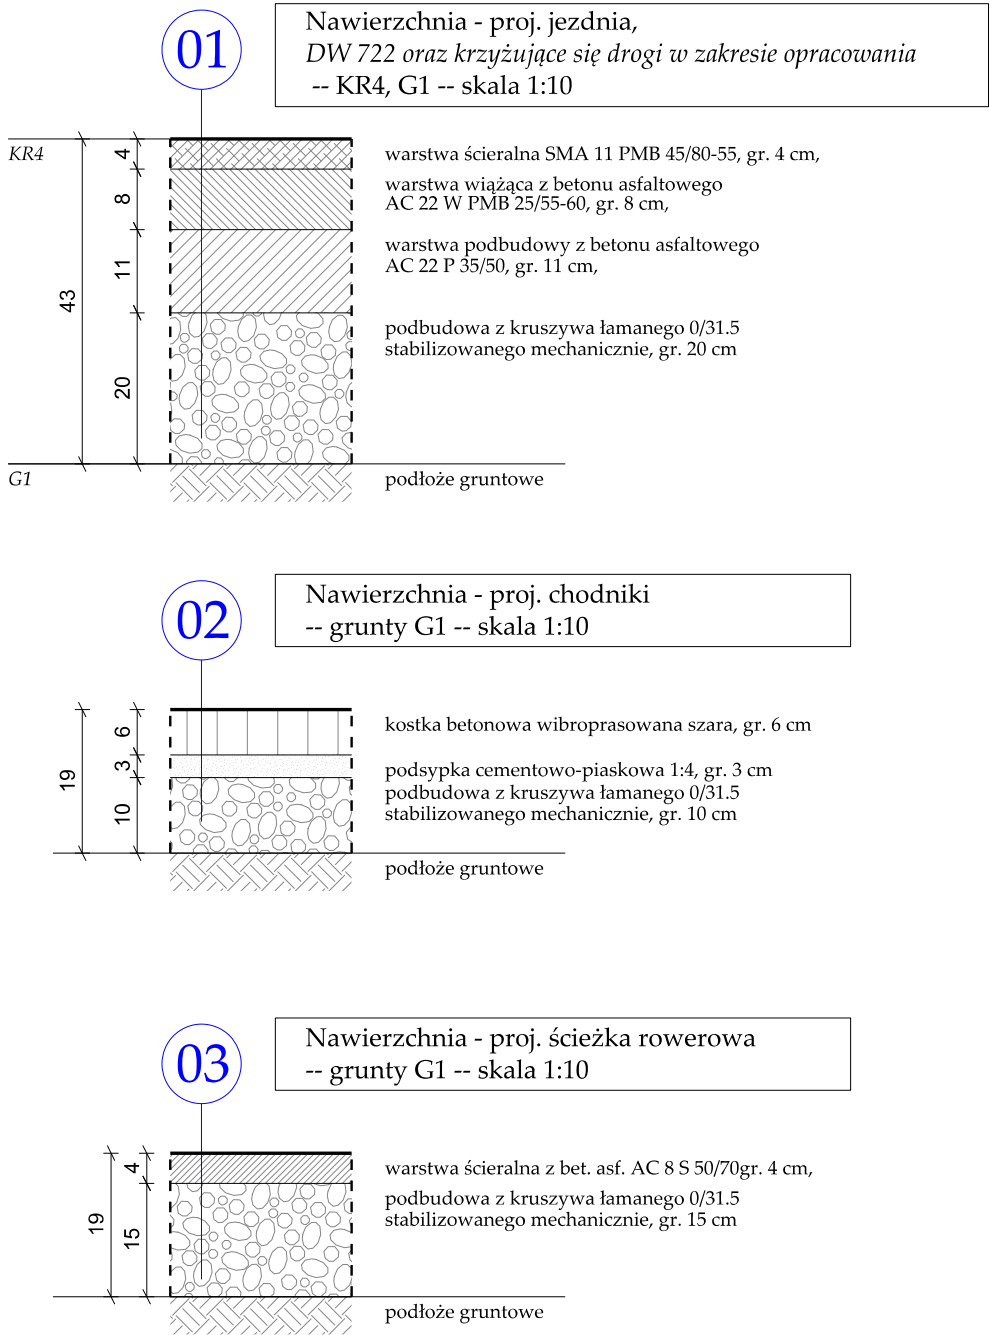 01
Nawierzchnia - proj. jezdnia,
DW 722 oraz krzyżujące się drogi w zakresie opracowania
-- KR4, G1 -- skala 1:10
KR4
4
warstwa ścieralna SMA 11 PMB 45/80-55, gr. 4 cm,
8
warstwa wiążąca z betonu asfaltowego
AC 22 W PMB 25/55-60, gr. 8 cm,
11
warstwa podbudowy z betonu asfaltowego
AC 22 P 35/50, gr. 11 cm,
43
20
podbudowa z kruszywa łamanego 0/31.5
stabilizowanego mechanicznie, gr. 20 cm
G1
podłoże gruntowe
02
Nawierzchnia - proj. chodniki
-- grunty G1 -- skala 1:10
6
kostka betonowa wibroprasowana szara, gr. 6 cm
19
3
podsypka cementowo-piaskowa 1:4, gr. 3 cm
10
podbudowa z kruszywa łamanego 0/31.5
stabilizowanego mechanicznie, gr. 10 cm
podłoże gruntowe
03
Nawierzchnia - proj. ścieżka rowerowa
-- grunty G1 -- skala 1:10
4
warstwa ścieralna z bet. asf. AC 8 S 50/70gr. 4 cm,
19
15
podbudowa z kruszywa łamanego 0/31.5
stabilizowanego mechanicznie, gr. 15 cm
podłoże gruntowe